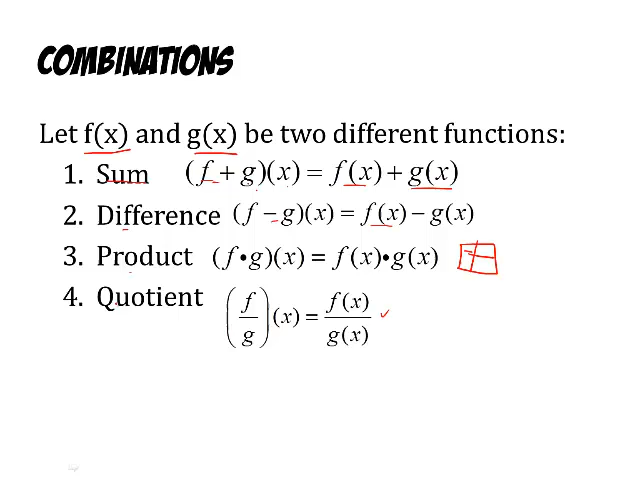 COMBINATIONS
Let f(x) and g(x) be two different functions:
1. Sum (f + g)(x) = f(x) + g(x)
2. Difference (f − g)(x) = f(x) − g(x)
3. Product (f • g)(x) = f(x) • g(x)
4. Quotient (f/g)(x) = f(x)/g(x)